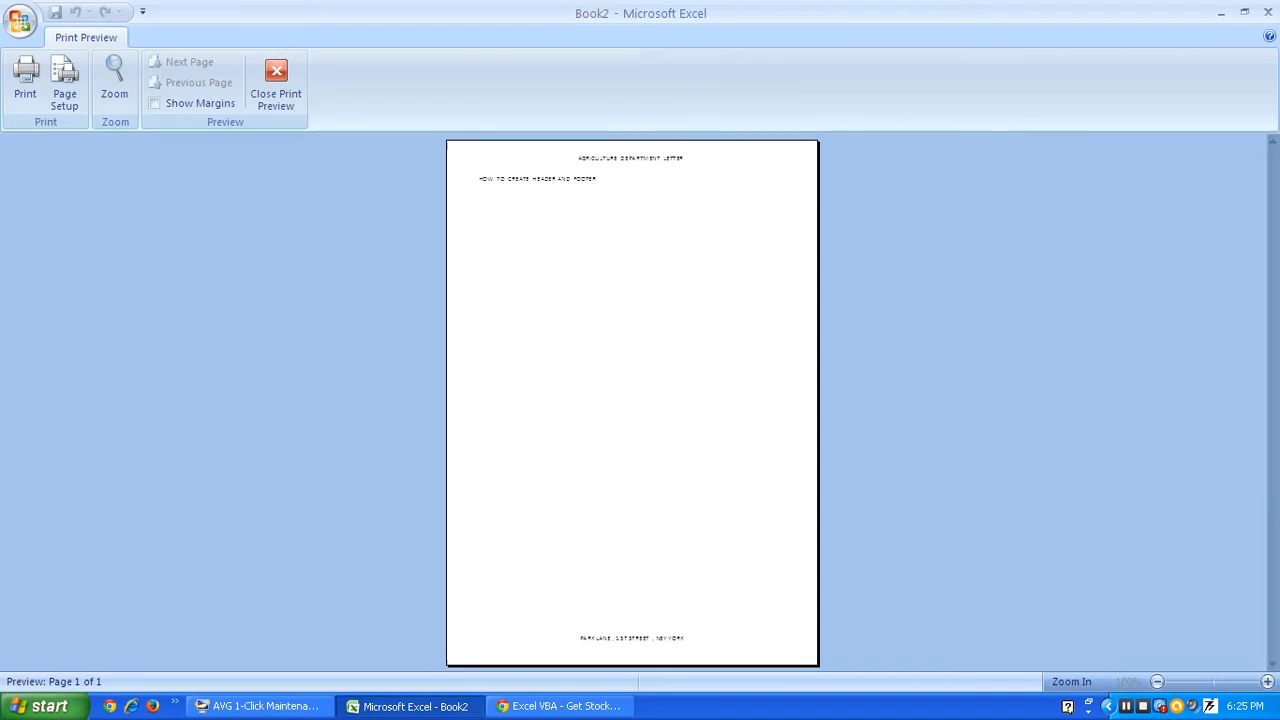 Book2 - Microsoft Excel
Print Preview
Print
Page Setup
Zoom
Next Page
Previous Page
Show Margins
Close Print Preview
Print
Zoom
Preview
AGRICULTURE DEPARTMENT LETTER
HOW TO CREATE HEADER AND FOOTER
PARK LANE , 1 ST STREET , NEW YORK
Preview: Page 1 of 1
Zoom In
100%
start
AVG 1-Click Maintena...
Microsoft Excel - Book2
Excel VBA - Get Stock...
6:25 PM